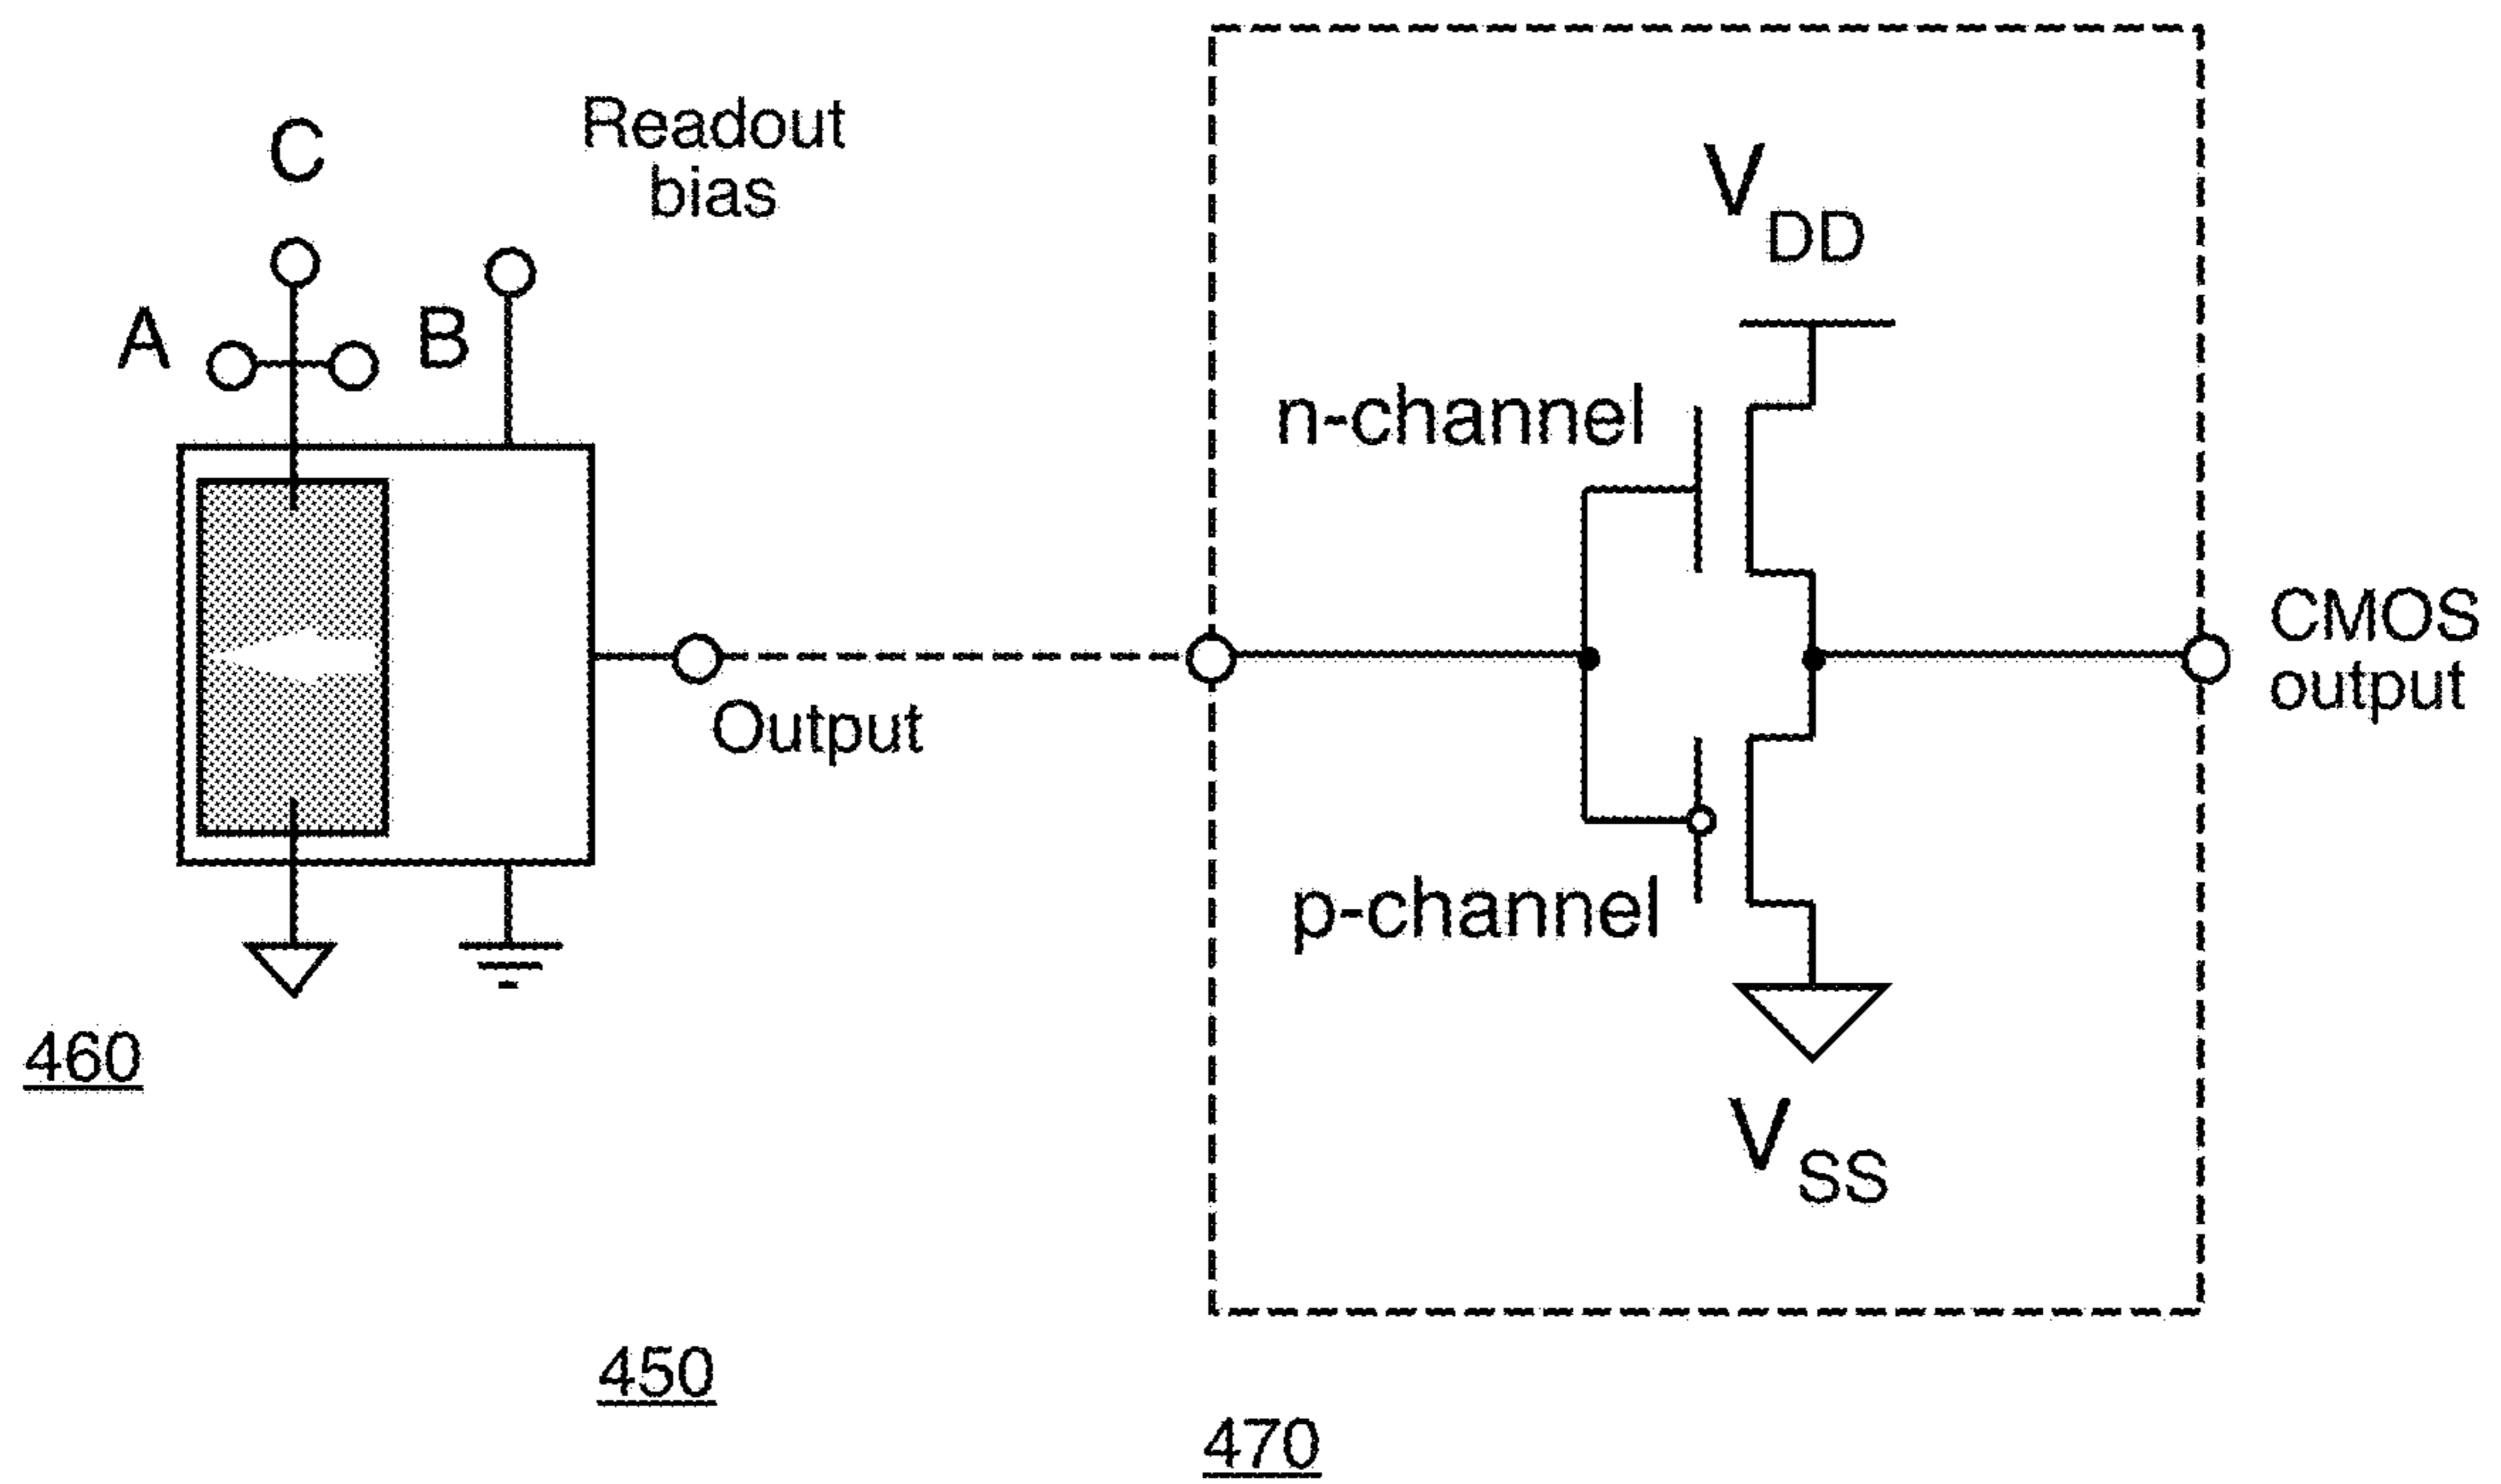 C
Readout
bias
A
B
V DD
n-channel
Output
CMOS
output
p-channel
V SS
460
450
470